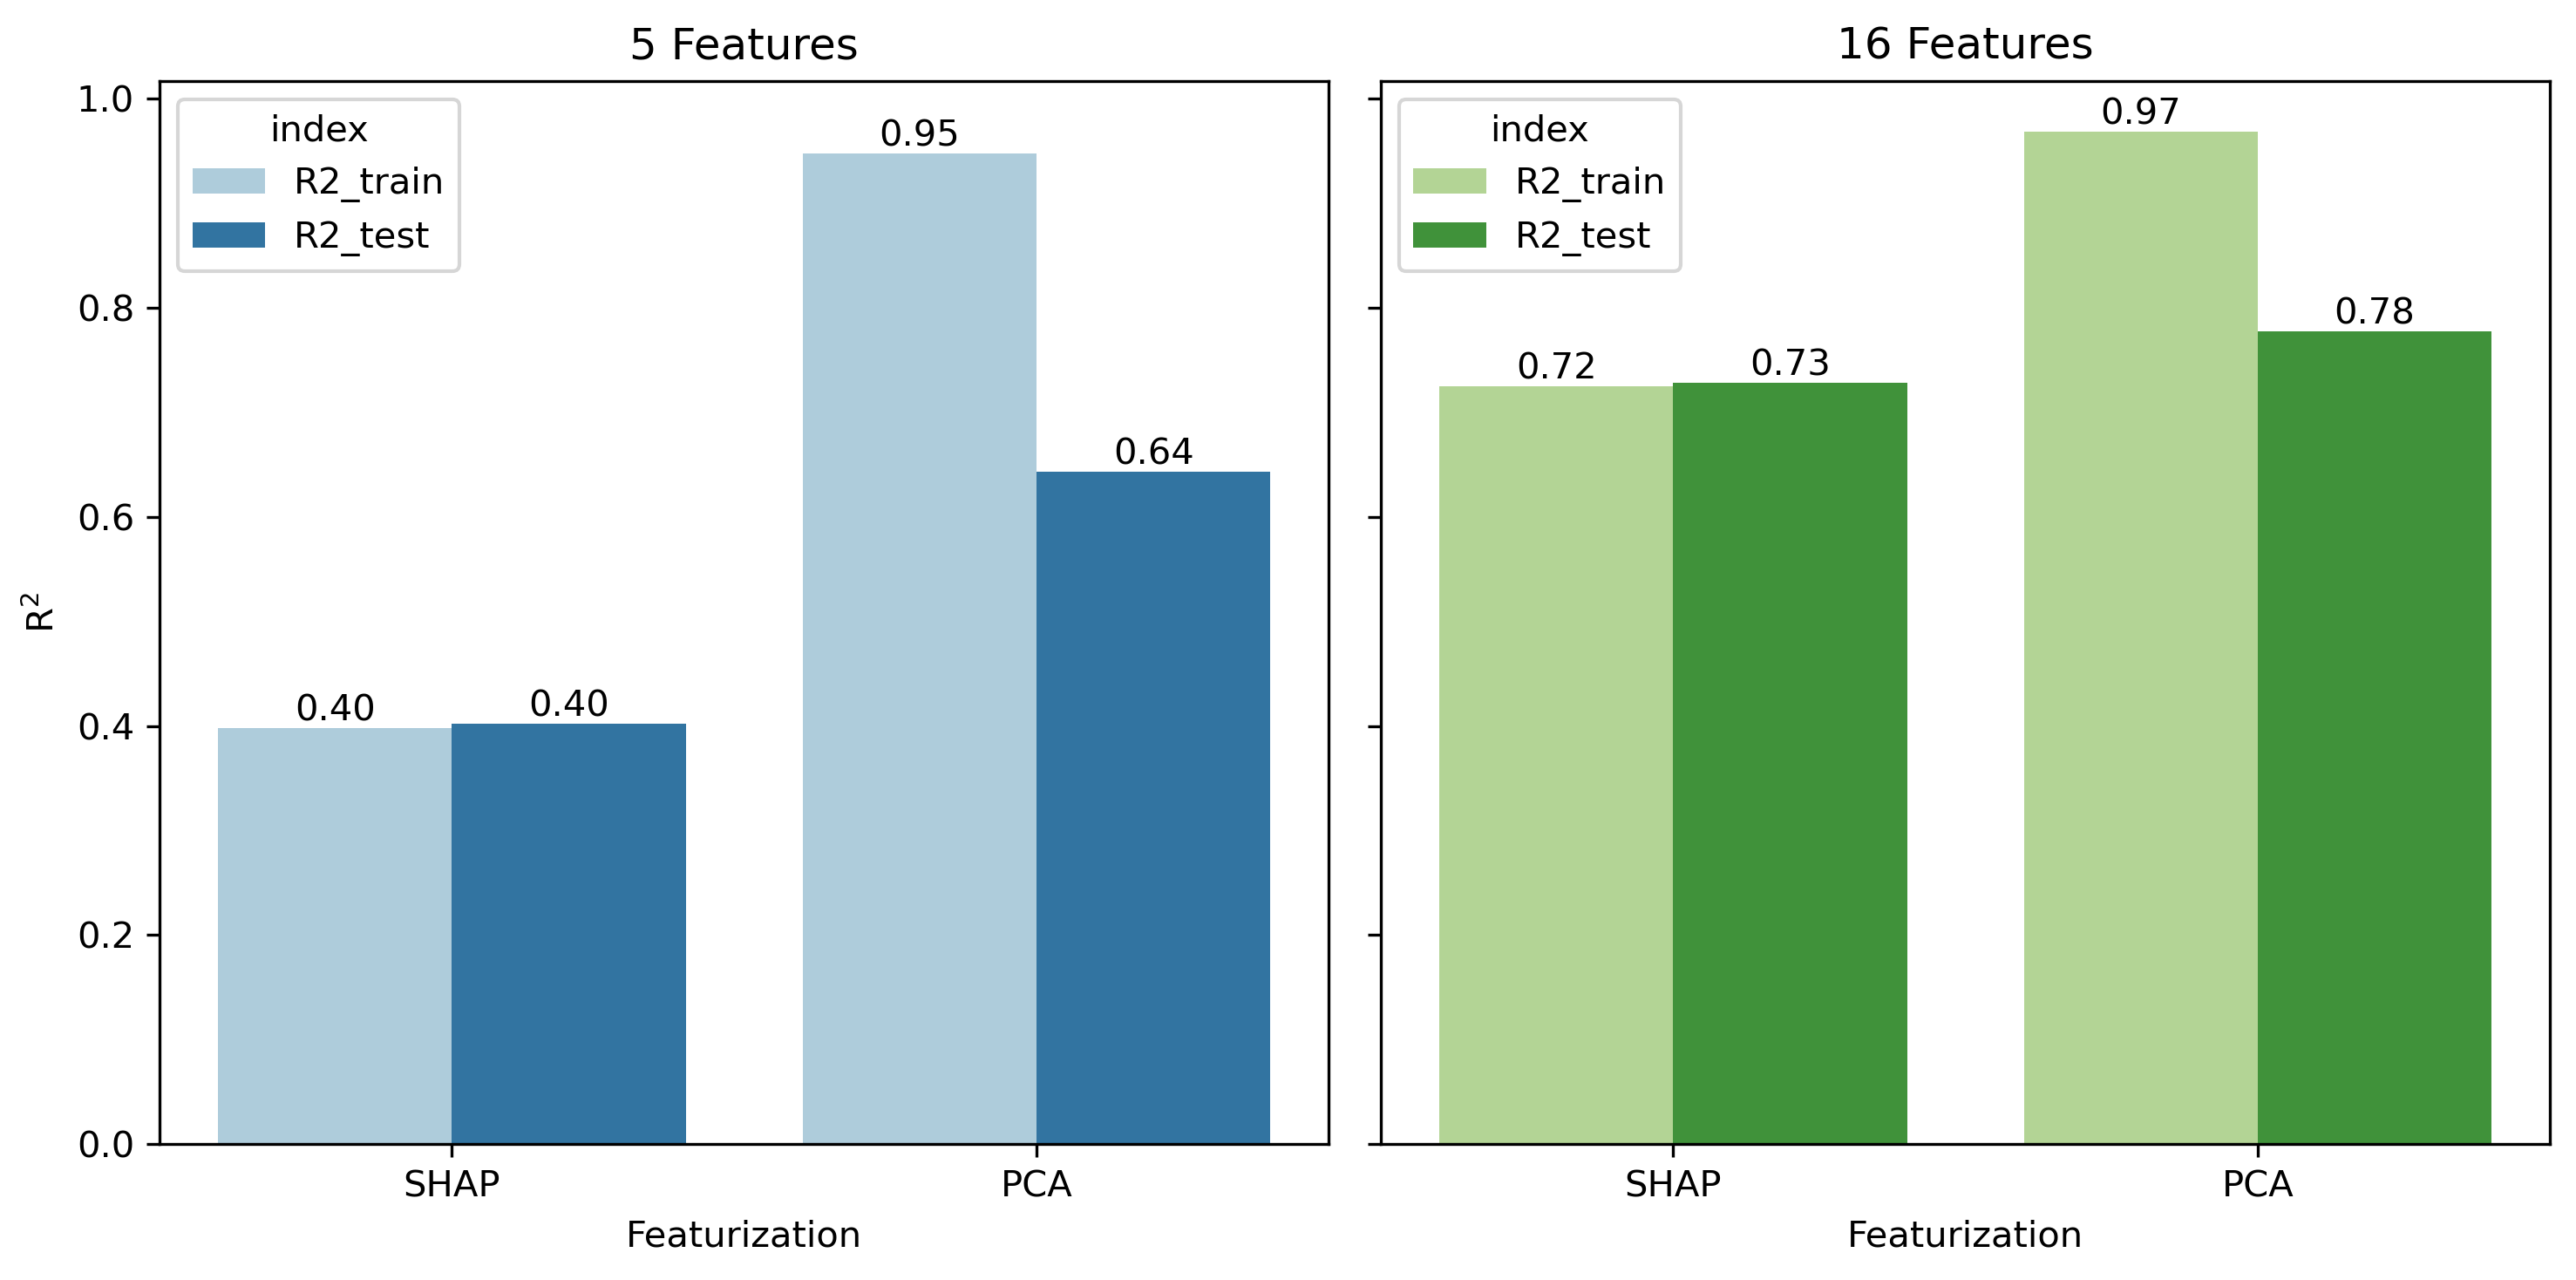 5 Features
1.0
0.8
0.6
0.4
0.2
0.0
R²
index
R2_train
R2_test
0.40
0.40
0.95
0.64
SHAP
PCA
Featurization
16 Features
index
R2_train
R2_test
0.72
0.73
0.97
0.78
SHAP
PCA
Featurization